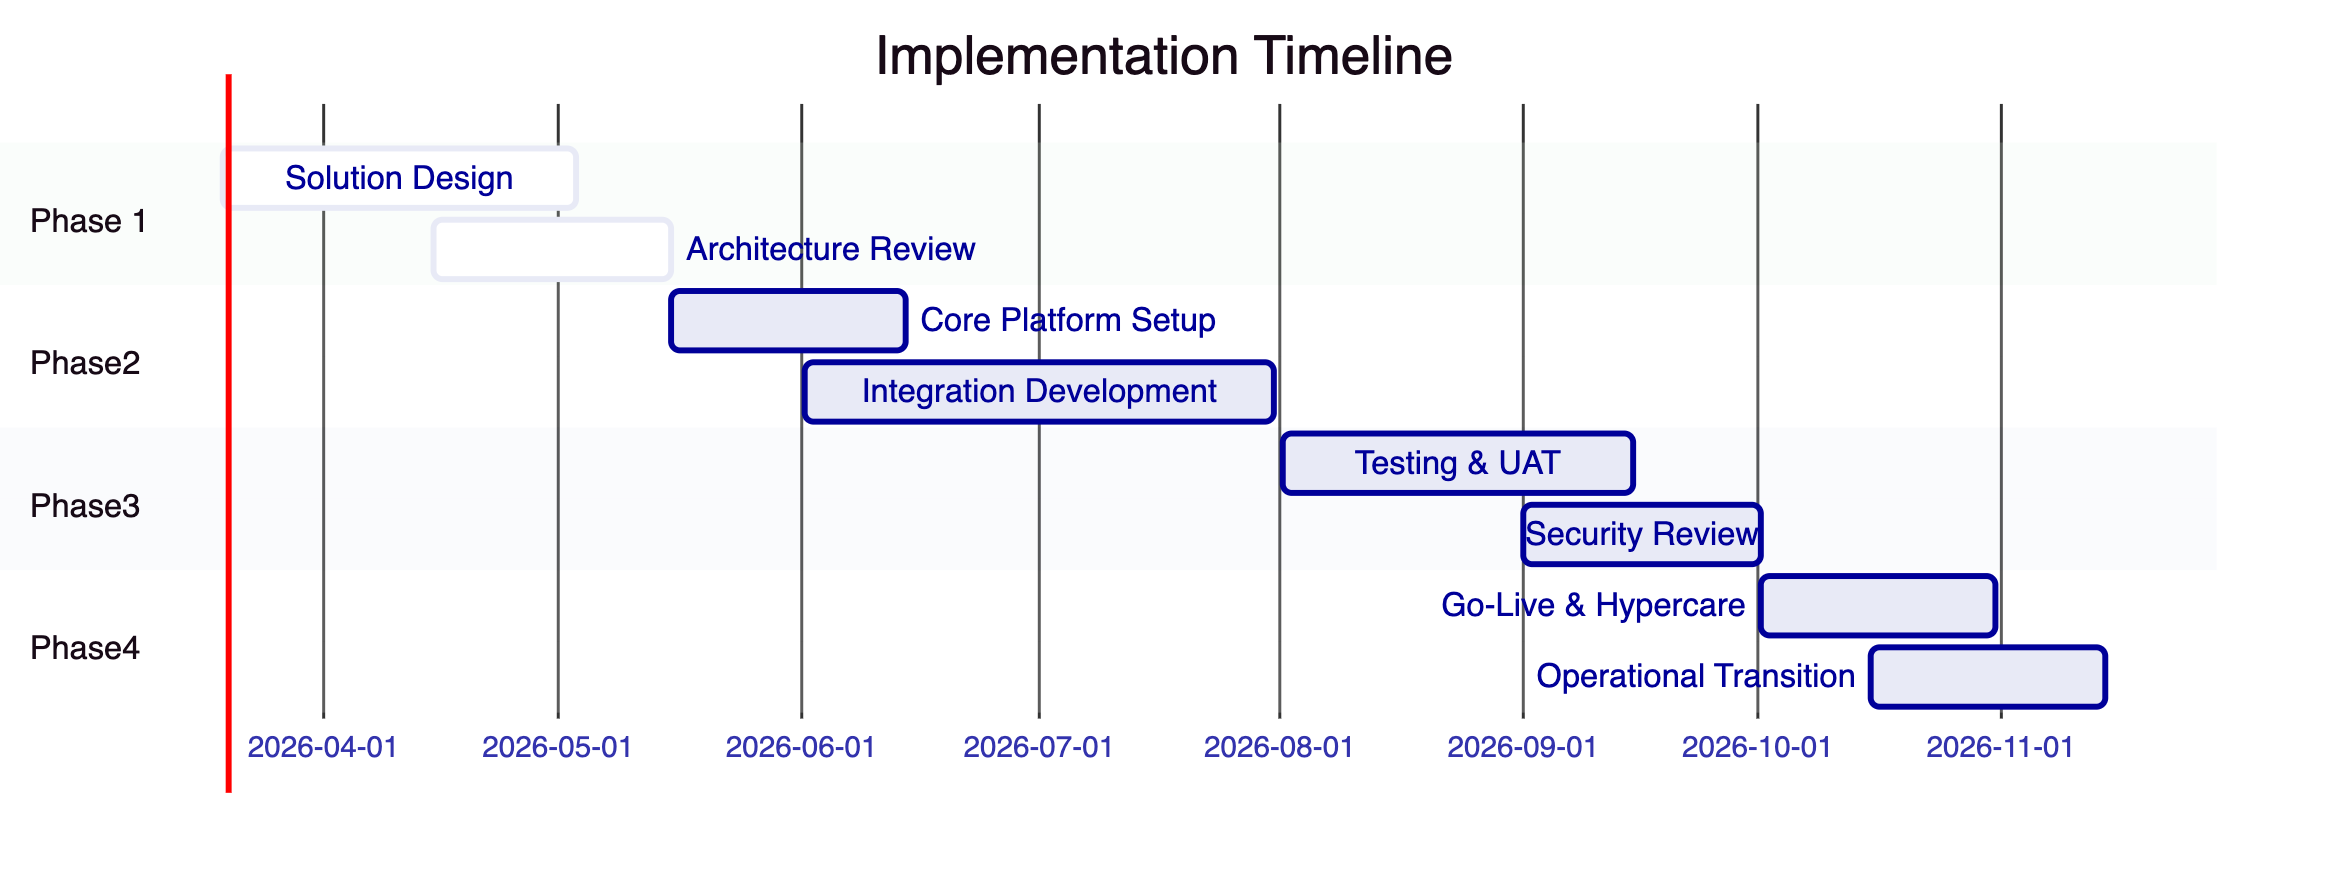 Implementation Timeline
Phase 1
Solution Design
Architecture Review
Phase2
Core Platform Setup
Integration Development
Phase3
Testing & UAT
Security Review
Phase4
Go-Live & Hypercare
Operational Transition
2026-04-01 2026-05-01 2026-06-01 2026-07-01 2026-08-01 2026-09-01 2026-10-01 2026-11-01